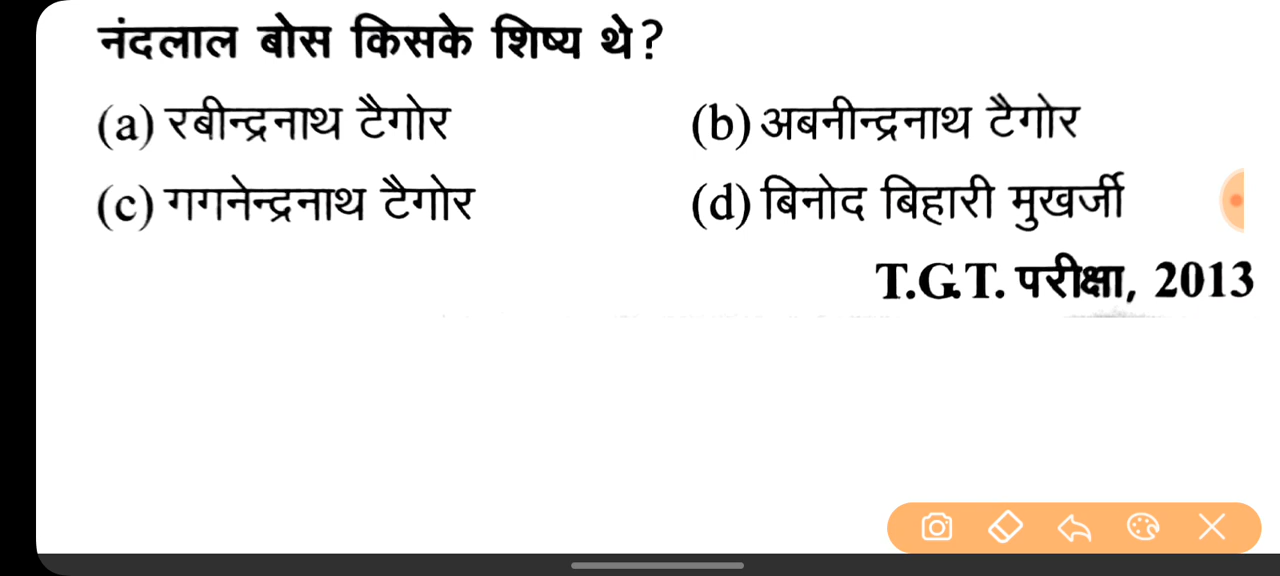 नंदलाल बोस किसके शिष्य थे?
(a) रबीन्द्रनाथ टैगोर (b) अबनीन्द्रनाथ टैगोर
(c) गगनेन्द्रनाथ टैगोर (d) बिनोद बिहारी मुखर्जी
T.G.T. परीक्षा, 2013